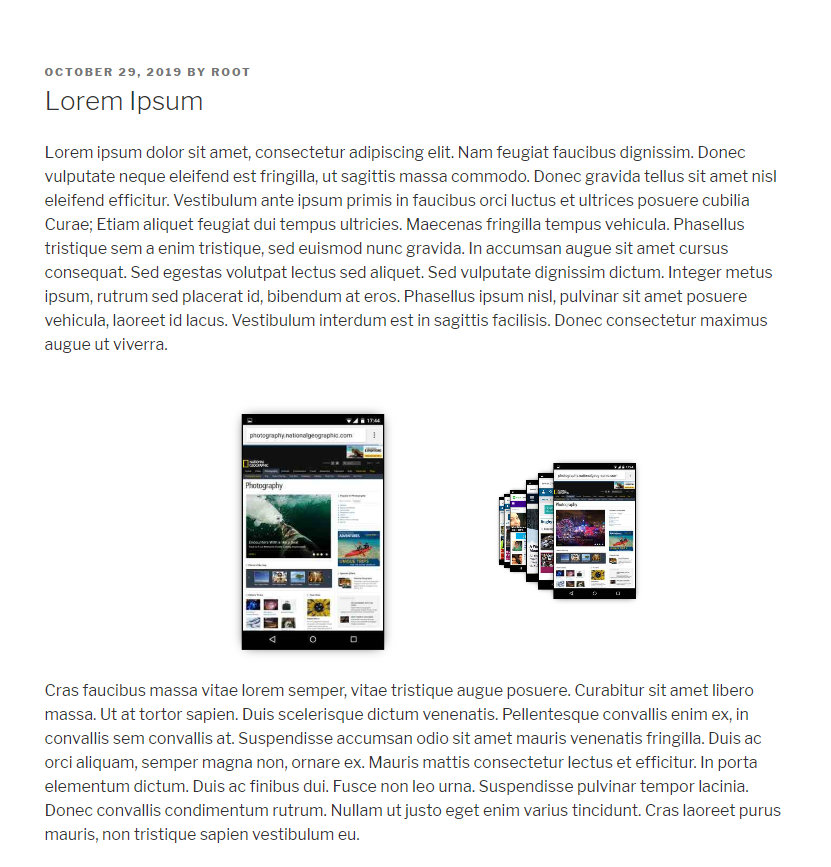 OCTOBER 29, 2019 BY ROOT
Lorem Ipsum
Lorem ipsum dolor sit amet, consectetur adipiscing elit. Nam feugiat faucibus dignissim. Donec
vulputate neque eleifend est fringilla, ut sagittis massa commodo. Donec gravida tellus sit amet nisl
eleifend efficitur. Vestibulum ante ipsum primis in faucibus orci luctus et ultrices posuere cubilia
Curae; Etiam aliquet feugiat dui tempus ultricies. Maecenas fringilla tempus vehicula. Phasellus
tristique sem a enim tristique, sed euismod nunc gravida. In accumsan augue sit amet cursus
consequat. Sed egestas volutpat lectus sed aliquet. Sed vulputate dignissim dictum. Integer metus
ipsum, rutrum sed placerat id, bibendum at eros. Phasellus ipsum nisl, pulvinar sit amet posuere
vehicula, laoreet id lacus. Vestibulum interdum est in sagittis facilisis. Donec consectetur maximus
augue ut viverra.
17:44
photography.nationalgeographic.com
NATIONAL GEOGRAPHIC
Photography
ADVENTURES
UNIQUE TRIPS
Photography
Cras faucibus massa vitae lorem semper, vitae tristique augue posuere. Curabitur sit amet libero
massa. Ut at tortor sapien. Duis scelerisque dictum venenatis. Pellentesque convallis enim ex, in
convallis sem convallis at. Suspendisse accumsan odio sit amet mauris venenatis fringilla. Duis ac
orci aliquam, semper magna non, ornare ex. Mauris mattis consectetur lectus et efficitur. In porta
elementum dictum. Duis ac finibus dui. Fusce non leo urna. Suspendisse pulvinar tempor lacinia.
Donec convallis condimentum rutrum. Nullam ut justo eget enim varius tincidunt. Cras laoreet purus
mauris, non tristique sapien vestibulum eu.